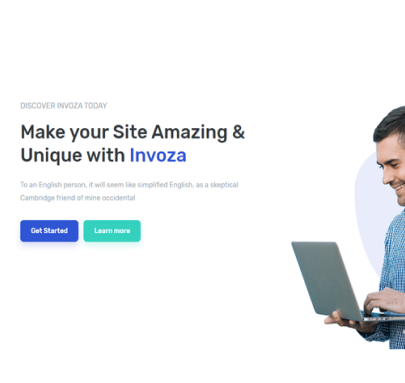 DISCOVER INVOZA TODAY
Make your Site Amazing &
Unique with Invoza
To an English person, it will seem like simplified English, as a skeptical
Cambridge friend of mine occidental
Get Started
Learn more